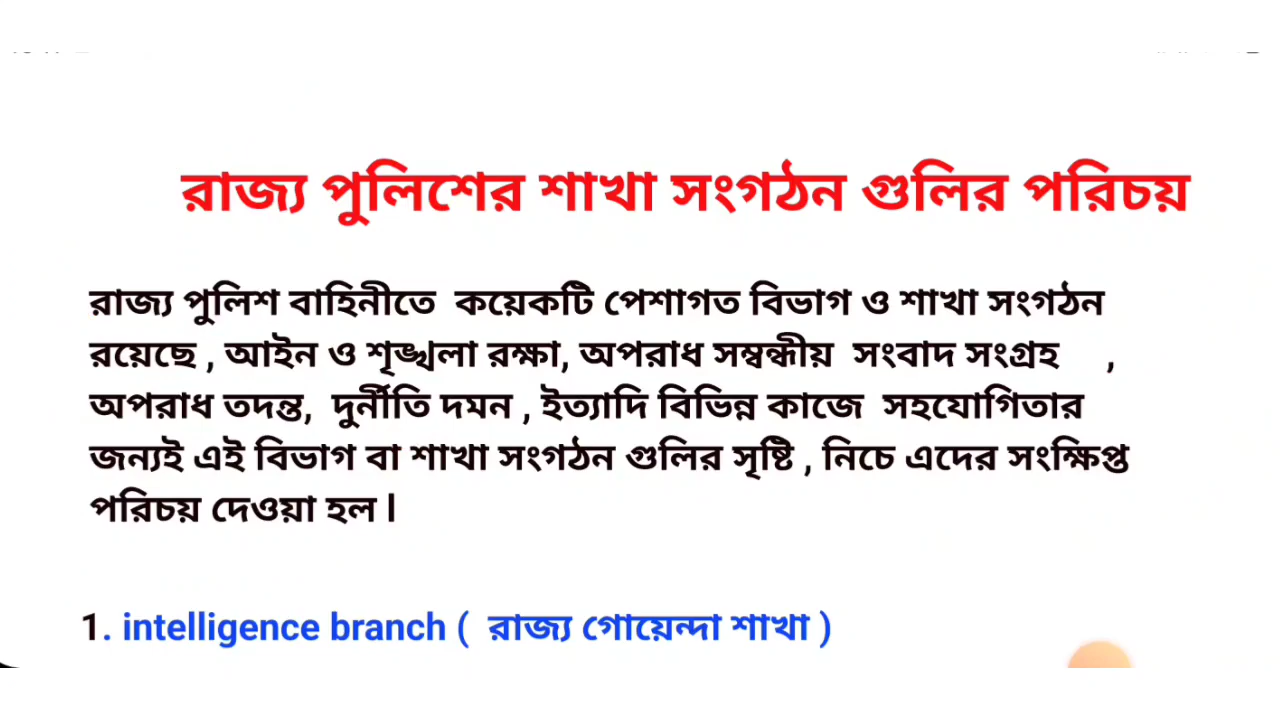 রাজ্য পুলিশের শাখা সংগঠন গুলির পরিচয়
রাজ্য পুলিশ বাহিনীতে কয়েকটি পেশাগত বিভাগ ও শাখা সংগঠন
রয়েছে , আইন ও শৃঙ্খলা রক্ষা, অপরাধ সম্বন্ধীয় সংবাদ সংগ্রহ ,
অপরাধ তদন্ত, দুর্নীতি দমন , ইত্যাদি বিভিন্ন কাজে সহযোগিতার
জন্যই এই বিভাগ বা শাখা সংগঠন গুলির সৃষ্টি , নিচে এদের সংক্ষিপ্ত
পরিচয় দেওয়া হল l
1. intelligence branch ( রাজ্য গোয়েন্দা শাখা )